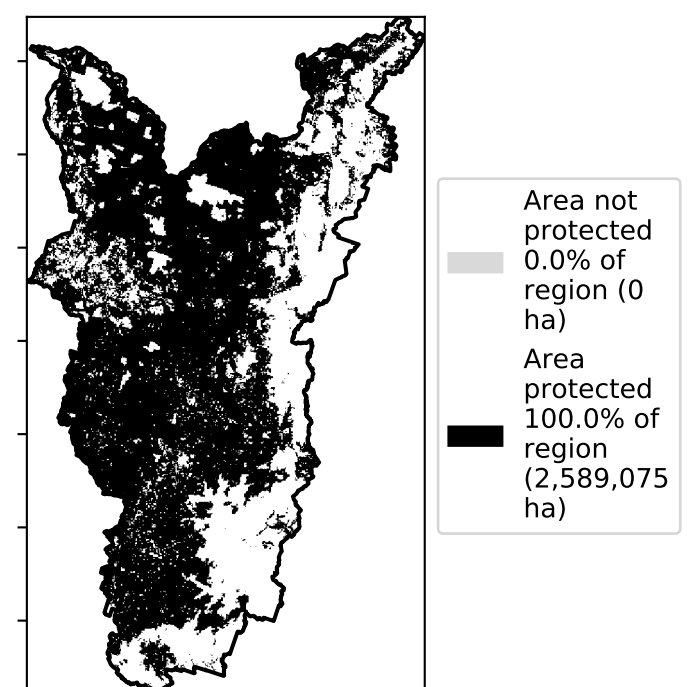 Area not
protected
0.0% of
region (0
ha)
Area
protected
100.0% of
region
(2,589,075
ha)